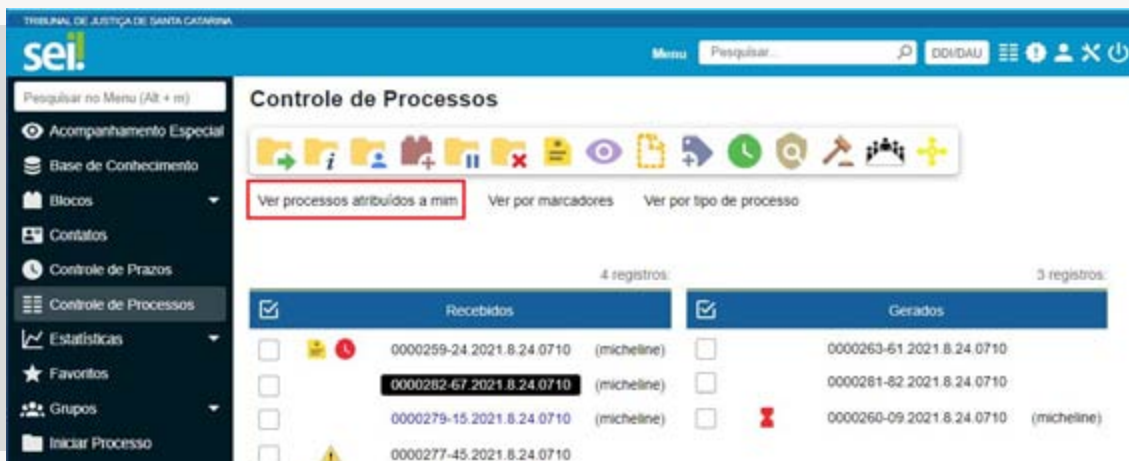 TRIBUNAL DE JUSTIÇA DE SANTA CATARINA
sei!
Menu
Pesquisar...
DDI/DAU
Pesquisar no Menu (Alt + m)
Acompanhamento Especial
Base de Conhecimento
Blocos
Contatos
Controle de Prazos
Controle de Processos
Estatísticas
Favoritos
Grupos
Iniciar Processo
Controle de Processos
Ver processos atribuídos a mim
Ver por marcadores
Ver por tipo de processo
4 registros:
Recebidos
0000259-24.2021.8.24.0710 (micheline)
0000282-67.2021.8.24.0710 (micheline)
0000279-15.2021.8.24.0710 (micheline)
0000277-45.2021.8.24.0710
3 registros:
Gerados
0000263-61.2021.8.24.0710
0000281-82.2021.8.24.0710
0000260-09.2021.8.24.0710 (micheline)